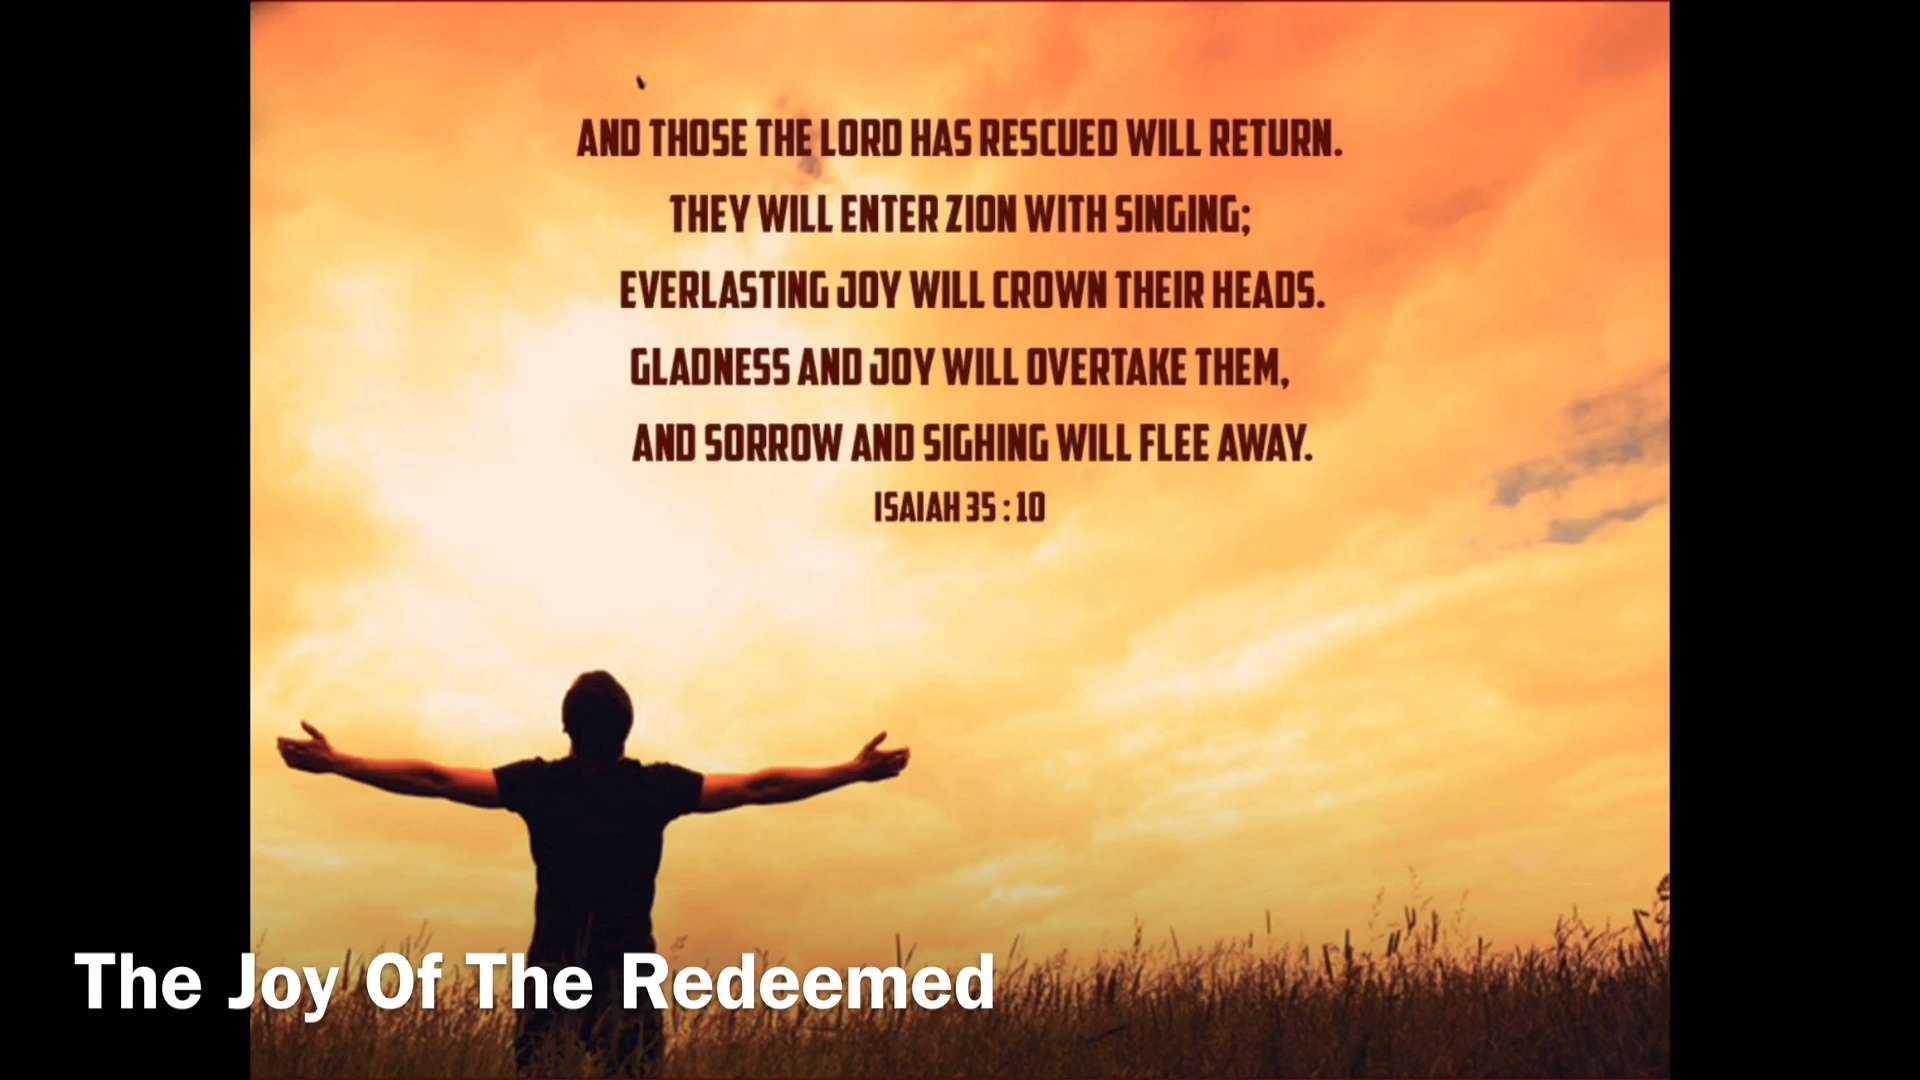 AND THOSE THE LORD HAS RESCUED WILL RETURN.
THEY WILL ENTER ZION WITH SINGING;
EVERLASTING JOY WILL CROWN THEIR HEADS.
GLADNESS AND JOY WILL OVERTAKE THEM,
AND SORROW AND SIGHING WILL FLEE AWAY.
ISAIAH 35 : 10
The Joy Of The Redeemed